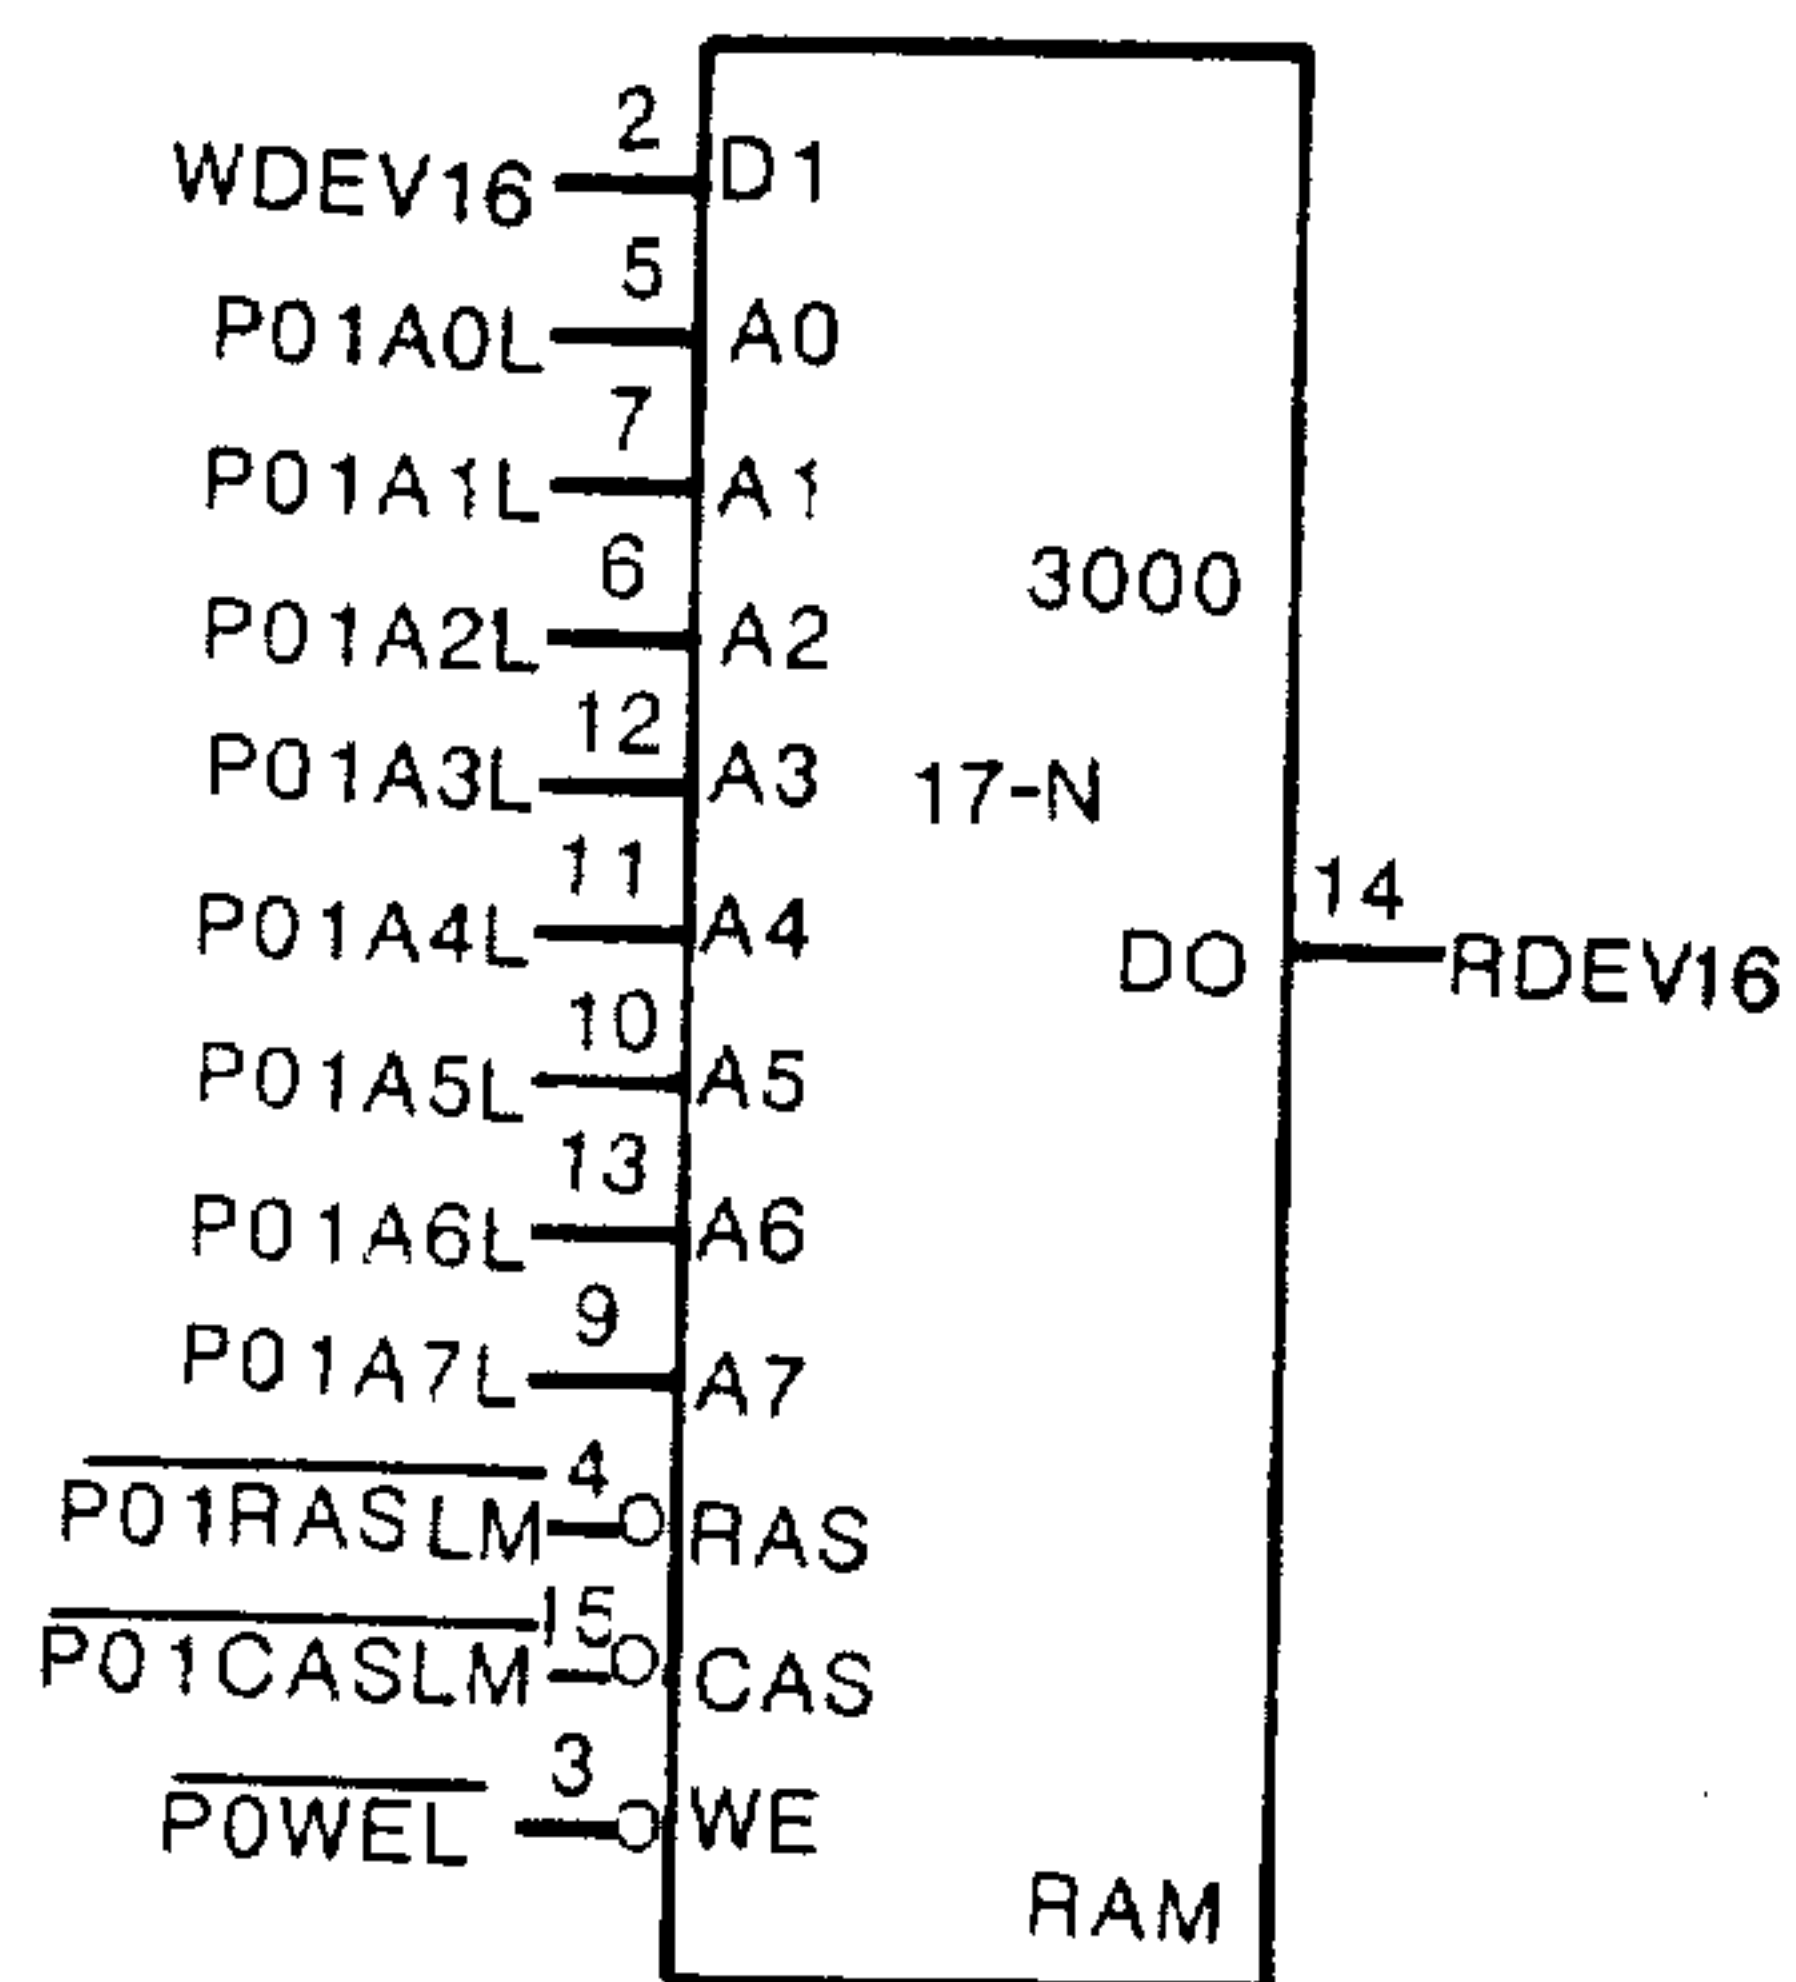 2
WDEV16 D1
5
P01A0L A0
7
P01A1L A1
6
P01A2L A2
3000
12
P01A3L A3
17-N
11
P01A4L A4
14
DO RDEV16
10
P01A5L A5
13
P01A6L A6
9
P01A7L A7
4
P01RASLM RAS
15
P01CASLM CAS
3
P0WEL WE
RAM